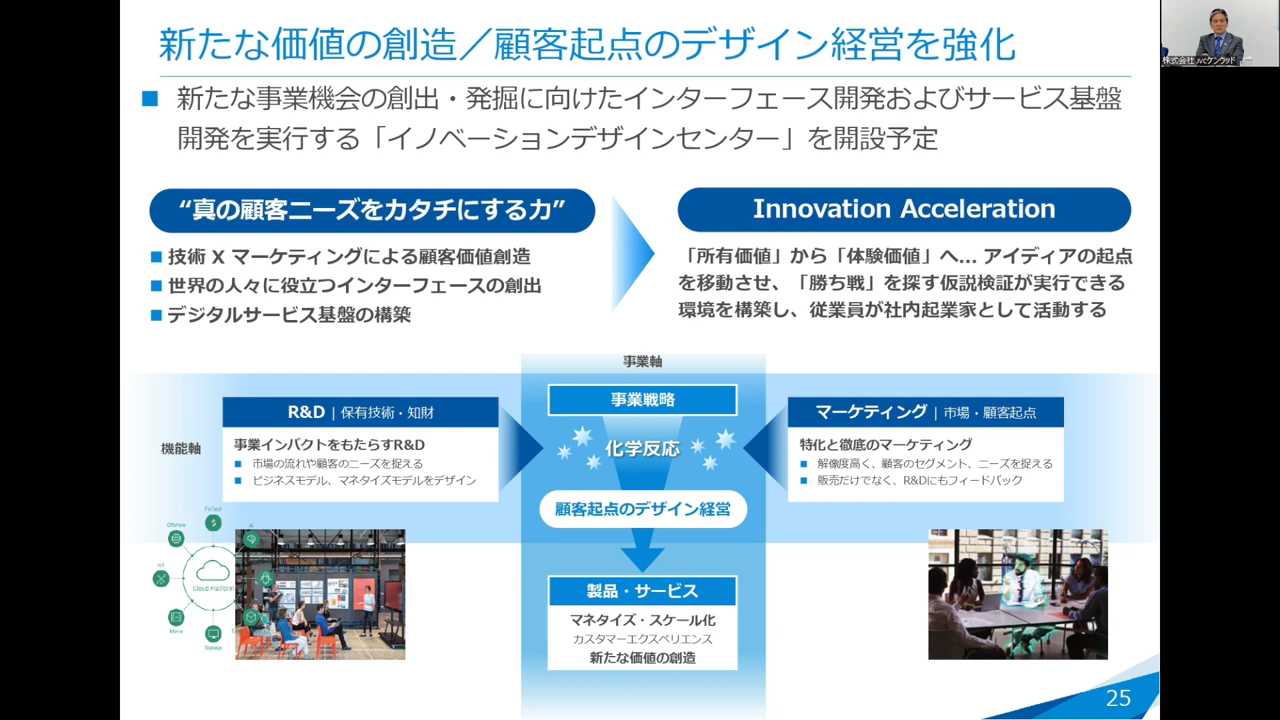 新たな価値の創造／顧客起点のデザイン経営を強化
株式会社JVCケンウッド
新たな事業機会の創出・発掘に向けたインターフェース開発およびサービス基盤
開発を実行する「イノベーションデザインセンター」を開設予定
“真の顧客ニーズをカタチにする力”
技術 X マーケティングによる顧客価値創造
世界の人々に役立つインターフェースの創出
デジタルサービス基盤の構築
Innovation Acceleration
「所有価値」から「体験価値」へ... アイディアの起点
を移動させ、「勝ち戦」を探す仮説検証が実行できる
環境を構築し、従業員が社内起業家として活動する
事業軸
機能軸
R&D | 保有技術・知財
事業インパクトをもたらすR&D
市場の流れや顧客のニーズを捉える
ビジネスモデル、マネタイズモデルをデザイン
事業戦略
化学反応
顧客起点のデザイン経営
マーケティング | 市場・顧客起点
特化と徹底のマーケティング
解像度高く、顧客のセグメント、ニーズを捉える
販売だけでなく、R&Dにもフィードバック
製品・サービス
マネタイズ・スケール化
カスタマーエクスペリエンス
新たな価値の創造
FinTech
Offshore
AI
IoT
Cloud Platform
Movie
Signage
25